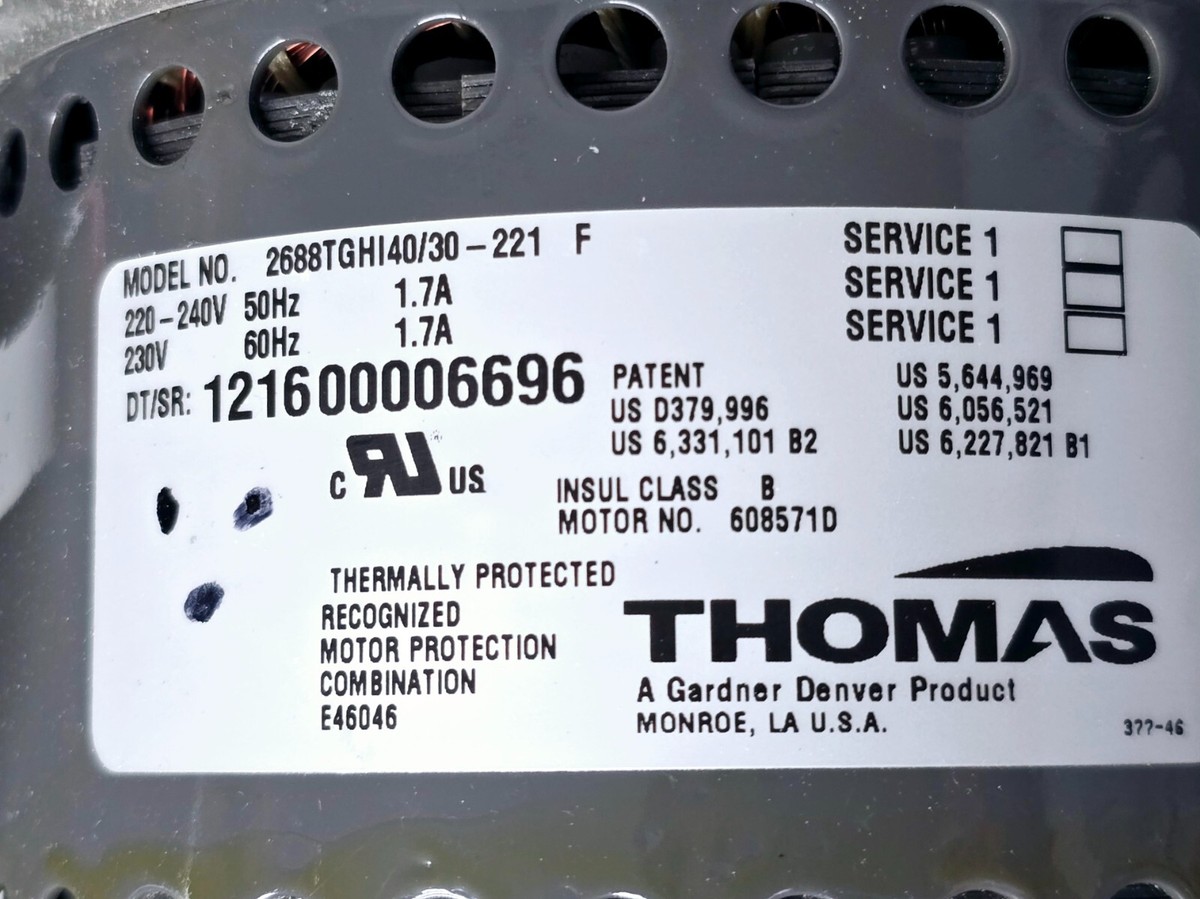 MODEL NO. 2688TGHI40/30-221 F
220-240V 50Hz 1.7A
230V 60Hz 1.7A
DT/SR: 121600006696
SERVICE 1
SERVICE 1
SERVICE 1
PATENT US 5,644,969
US D379,996 US 6,056,521
US 6,331,101 B2 US 6,227,821 B1
C RU US
INSUL CLASS B
MOTOR NO. 608571D
THERMALLY PROTECTED
RECOGNIZED
MOTOR PROTECTION
COMBINATION
E46046
THOMAS
A Gardner Denver Product
MONROE, LA U.S.A.
377-46